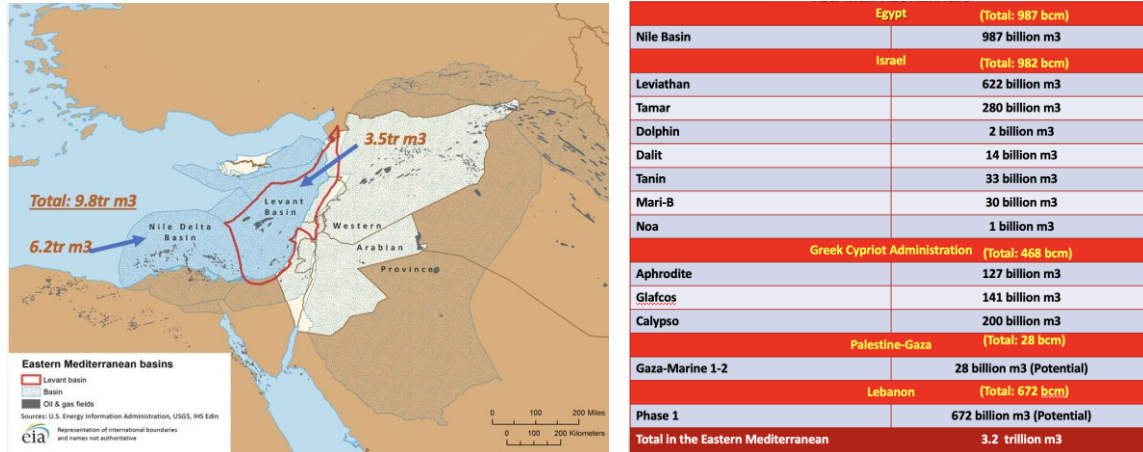 3.5tr m3
Total: 9.8tr m3
6.2tr m3
Levant
Basin
Nile Delta
Basin
Western
Arabian
Province
Eastern Mediterranean basins
Levant basin
Basin
Oil & gas fields
Sources: U.S. Energy Information Administration, USGS, IHS Edin
eia
Representation of international boundaries
and names not authoritative
0 100 200 Miles
0 100 200 Kilometers
Egypt (Total: 987 bcm)
Nile Basin 987 billion m3
Israel (Total: 982 bcm)
Leviathan 622 billion m3
Tamar 280 billion m3
Dolphin 2 billion m3
Dalit 14 billion m3
Tanin 33 billion m3
Mari-B 30 billion m3
Noa 1 billion m3
Greek Cypriot Administration (Total: 468 bcm)
Aphrodite 127 billion m3
Glafcos 141 billion m3
Calypso 200 billion m3
Palestine-Gaza (Total: 28 bcm)
Gaza-Marine 1-2 28 billion m3 (Potential)
Lebanon (Total: 672 bcm)
Phase 1 672 billion m3 (Potential)
Total in the Eastern Mediterranean 3.2 trillion m3